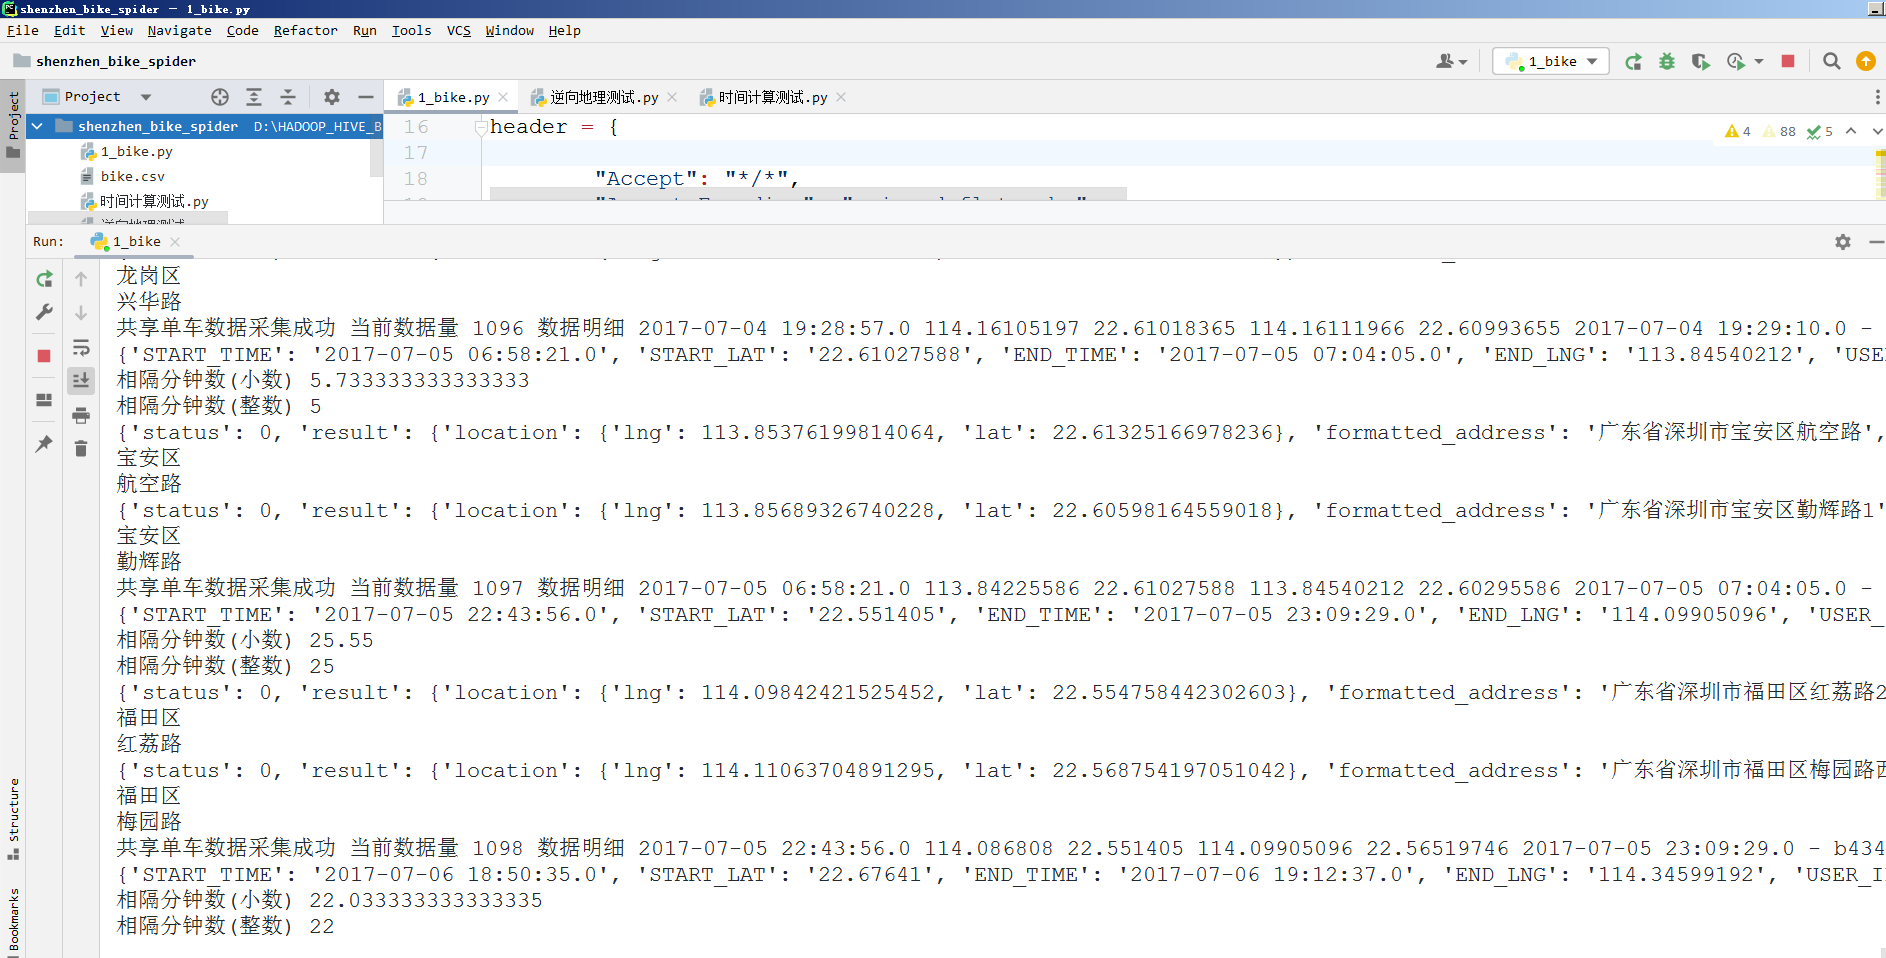 shenzhen_bike_spider – 1_bike.py
File Edit View Navigate Code Refactor Run Tools VCS Window Help
shenzhen_bike_spider 1_bike
Project Project 1_bike.py 逆向地理测试.py 时间计算测试.py
shenzhen_bike_spider D:\HADOOP_HIVE_B
1_bike.py
bike.csv
时间计算测试.py
16 header = {
17
18 "Accept": "*/*",
4 88 5
Run: 1_bike
龙岗区
兴华路
共享单车数据采集成功 当前数据量 1096 数据明细 2017-07-04 19:28:57.0 114.16105197 22.61018365 114.16111966 22.60993655 2017-07-04 19:29:10.0 -
{'START_TIME': '2017-07-05 06:58:21.0', 'START_LAT': '22.61027588', 'END_TIME': '2017-07-05 07:04:05.0', 'END_LNG': '113.84540212', 'USE
相隔分钟数(小数) 5.733333333333333
相隔分钟数(整数) 5
{'status': 0, 'result': {'location': {'lng': 113.85376199814064, 'lat': 22.61325166978236}, 'formatted_address': '广东省深圳市宝安区航空路',
宝安区
航空路
{'status': 0, 'result': {'location': {'lng': 113.85689326740228, 'lat': 22.60598164559018}, 'formatted_address': '广东省深圳市宝安区勤辉路1'
宝安区
勤辉路
共享单车数据采集成功 当前数据量 1097 数据明细 2017-07-05 06:58:21.0 113.84225586 22.61027588 113.84540212 22.60295586 2017-07-05 07:04:05.0 -
{'START_TIME': '2017-07-05 22:43:56.0', 'START_LAT': '22.551405', 'END_TIME': '2017-07-05 23:09:29.0', 'END_LNG': '114.09905096', 'USER_
相隔分钟数(小数) 25.55
相隔分钟数(整数) 25
{'status': 0, 'result': {'location': {'lng': 114.09842421525452, 'lat': 22.554758442302603}, 'formatted_address': '广东省深圳市福田区红荔路2
福田区
红荔路
{'status': 0, 'result': {'location': {'lng': 114.11063704891295, 'lat': 22.568754197051042}, 'formatted_address': '广东省深圳市福田区梅园路西
福田区
梅园路
共享单车数据采集成功 当前数据量 1098 数据明细 2017-07-05 22:43:56.0 114.086808 22.551405 114.09905096 22.56519746 2017-07-05 23:09:29.0 - b434
{'START_TIME': '2017-07-06 18:50:35.0', 'START_LAT': '22.67641', 'END_TIME': '2017-07-06 19:12:37.0', 'END_LNG': '114.34599192', 'USER_I
相隔分钟数(小数) 22.033333333333335
相隔分钟数(整数) 22
Structure
Bookmarks